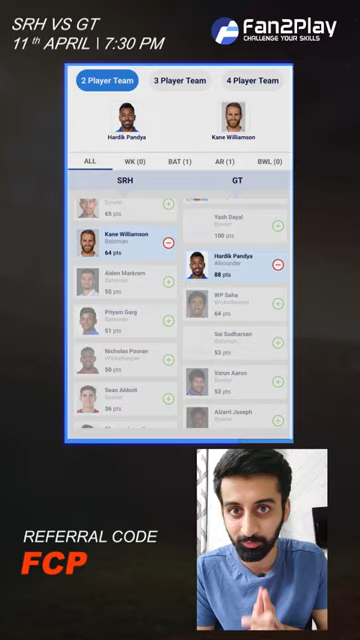 SRH VS GT
11th APRIL \ 7:30 PM
Fan2Play
CHALLENGE YOUR SKILLS
2 Player Team
3 Player Team
4 Player Team
Hardik Pandya
Kane Williamson
ALL
WK (0)
BAT (1)
AR (1)
BWL (0)
SRH
GT
Bowler
65 pts
Kane Williamson
Batsman
64 pts
Aiden Markram
Batsman
55 pts
Priyam Garg
Batsman
51 pts
Nicholas Pooran
Wicketkeeper
50 pts
Sean Abbott
Bowler
36 pts
Yash Dayal
Bowler
100 pts
Hardik Pandya
Allrounder
88 pts
WP Saha
Wicketkeeper
64 pts
Sai Sudharsan
Batsman
53 pts
Varun Aaron
Bowler
53 pts
Alzarri Joseph
Bowler
REFERRAL CODE
FCP